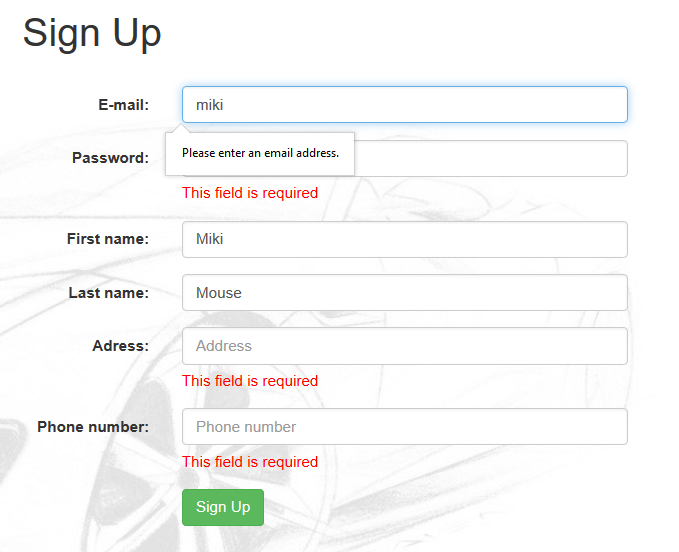 Sign Up
E-mail: miki
Please enter an email address.
Password:
This field is required
First name: Miki
Last name: Mouse
Adress: Address
This field is required
Phone number: Phone number
This field is required
Sign Up